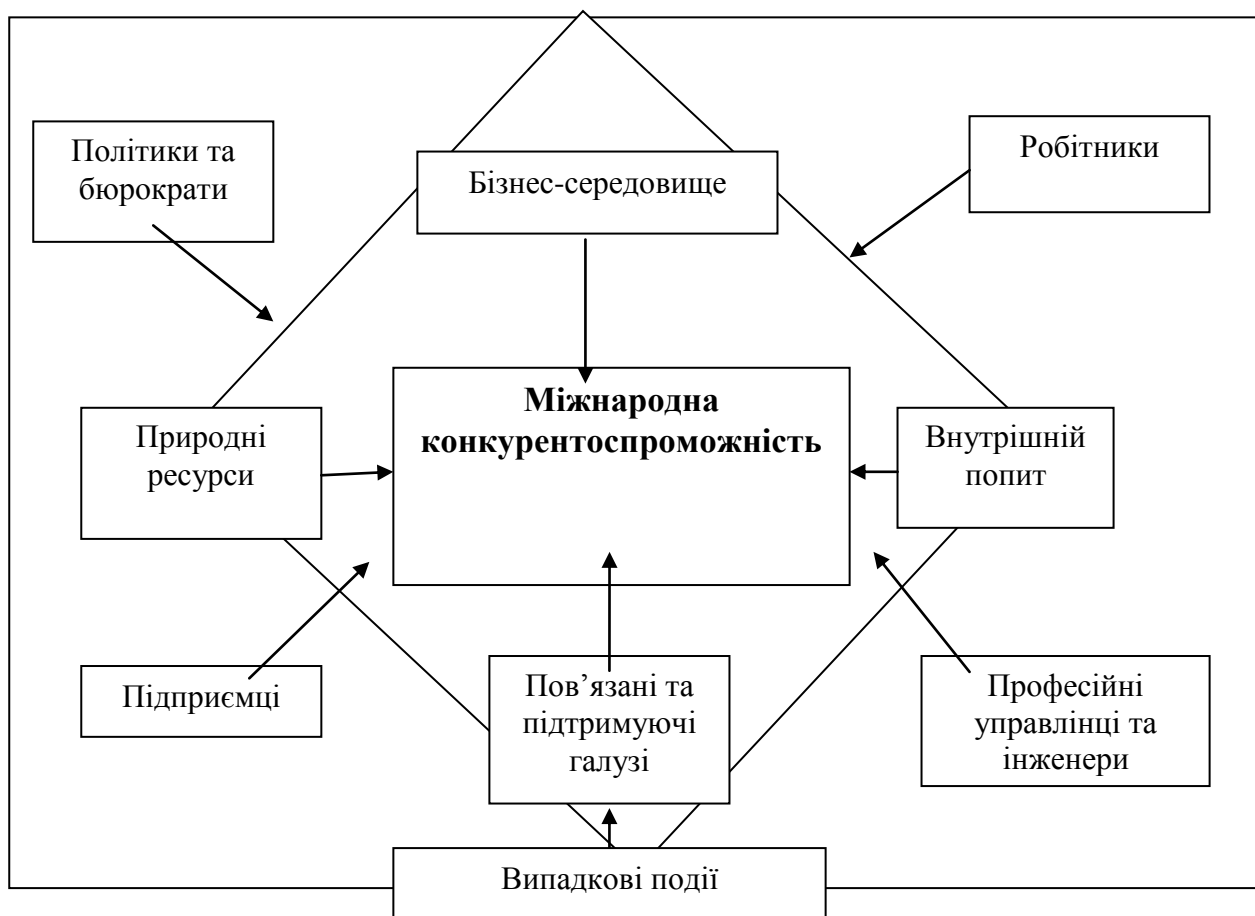 Політики та
бюрократи
Бізнес-середовище
Робітники
Природні
ресурси
Міжнародна
конкурентоспроможність
Внутрішній
попит
Підприємці
Пов’язані та
підтримуючі
галузі
Професійні
управлінці та
інженери
Випадкові події